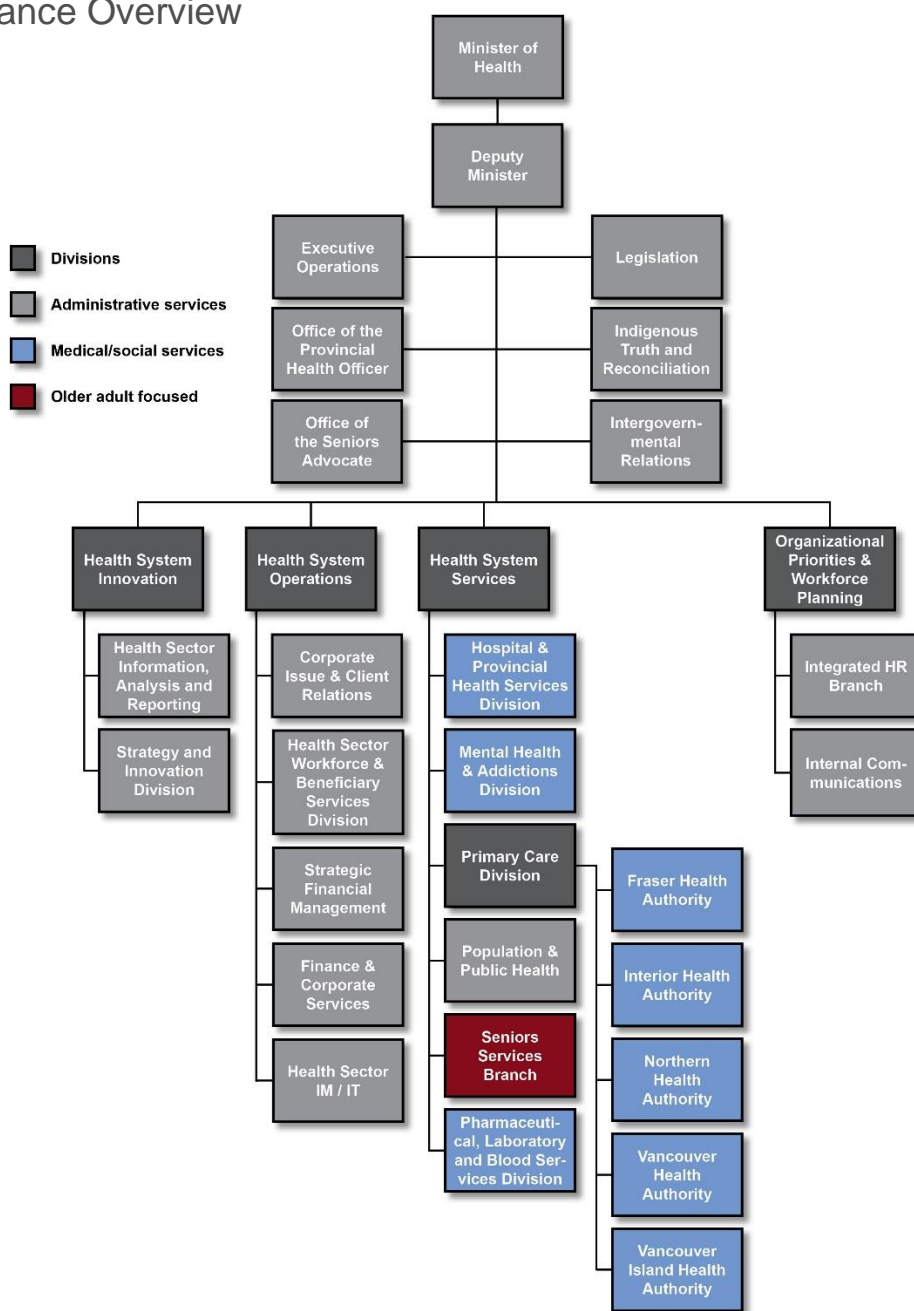 ance Overview
Minister of
Health
Deputy
Minister
Divisions
Administrative services
Medical/social services
Older adult focused
Executive
Operations
Legislation
Office of the
Provincial
Health Officer
Indigenous
Truth and
Reconciliation
Office of
the Seniors
Advocate
Intergovern-
mental
Relations
Health System
Innovation
Health System
Operations
Health System
Services
Organizational
Priorities &
Workforce
Planning
Health Sector
Information,
Analysis and
Reporting
Strategy and
Innovation
Division
Corporate
Issue & Client
Relations
Health Sector
Workforce &
Beneficiary
Services
Division
Strategic
Financial
Management
Finance &
Corporate
Services
Health Sector
IM / IT
Hospital &
Provincial
Health Services
Division
Mental Health
& Addictions
Division
Primary Care
Division
Population &
Public Health
Seniors
Services
Branch
Pharmaceuti-
cal, Laboratory
and Blood Ser-
vices Division
Fraser Health
Authority
Interior Health
Authority
Northern
Health
Authority
Vancouver
Health
Authority
Vancouver
Island Health
Authority
Integrated HR
Branch
Internal Com-
munications